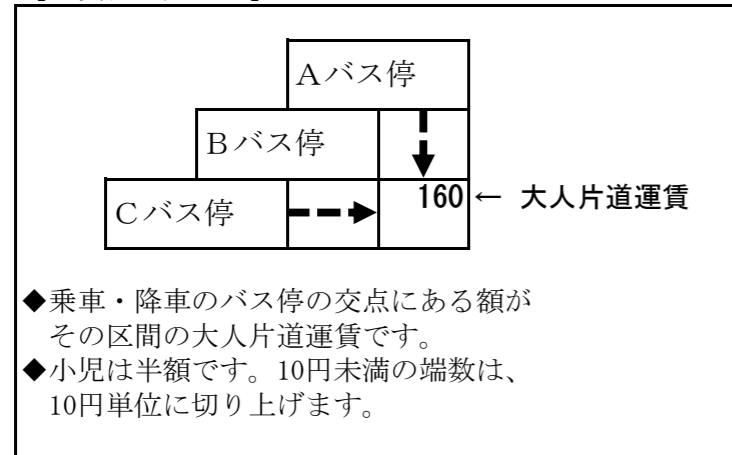 Aバス停
Bバス停
Cバス停
160 ← 大人片道運賃
◆乗車・降車のバス停の交点にある額が
その区間の大人片道運賃です。
◆小児は半額です。10円未満の端数は、
10円単位に切り上げます。